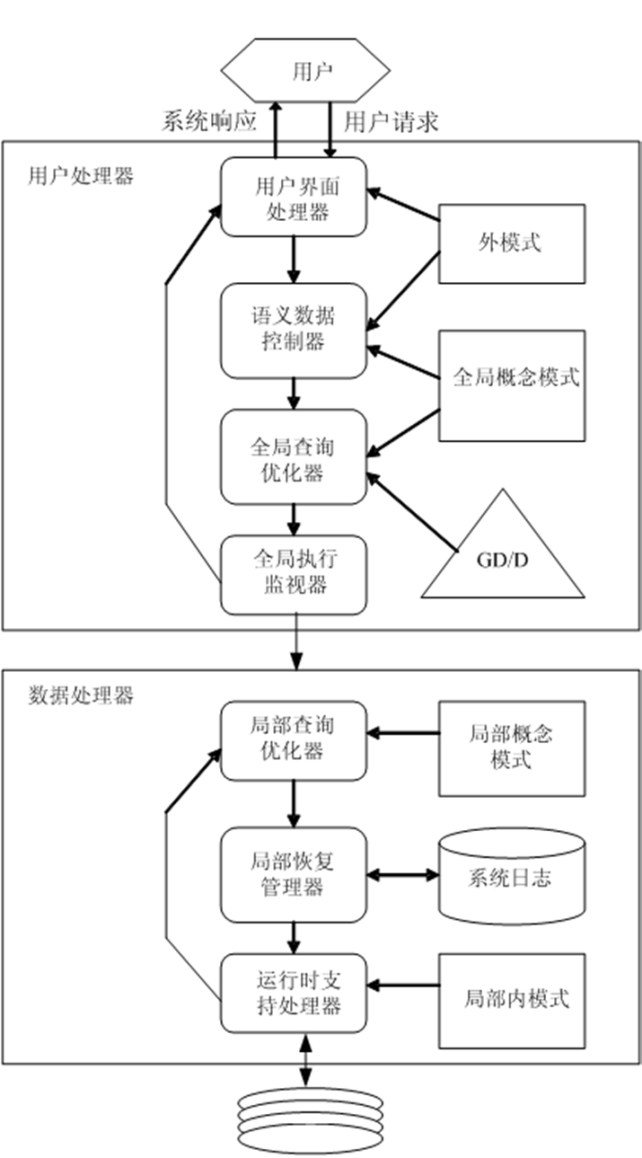 用户
系统响应
用户请求
用户处理器
用户界面
处理器
外模式
语义数据
控制器
全局概念模式
全局查询
优化器
GD/D
全局执行
监视器
数据处理器
局部查询
优化器
局部概念
模式
局部恢复
管理器
系统日志
运行时支
持处理器
局部内模式